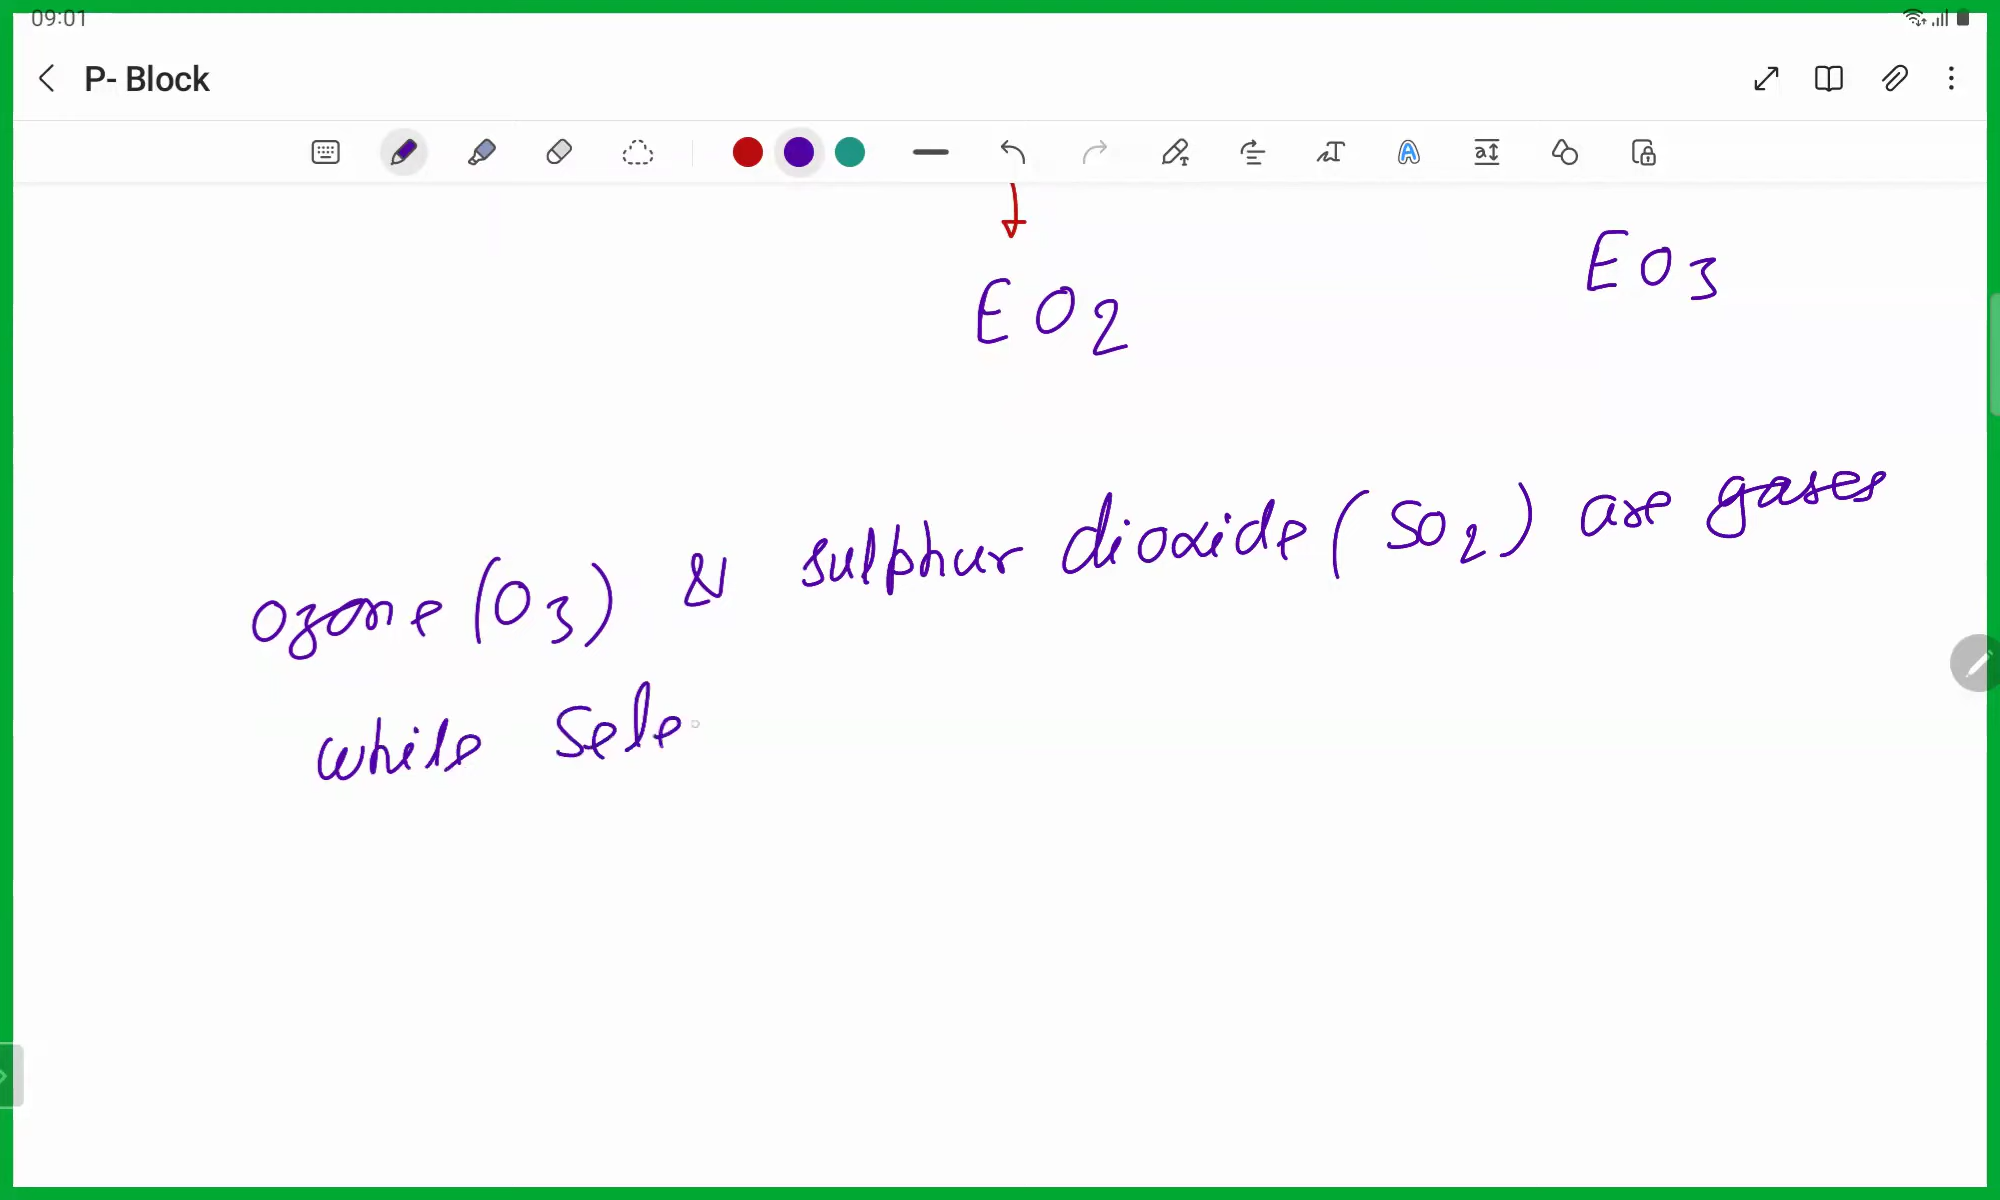 09:01
P- Block
EO3
EO2
ozone (O3) & sulphur dioxide (SO2) are gases
while Sele